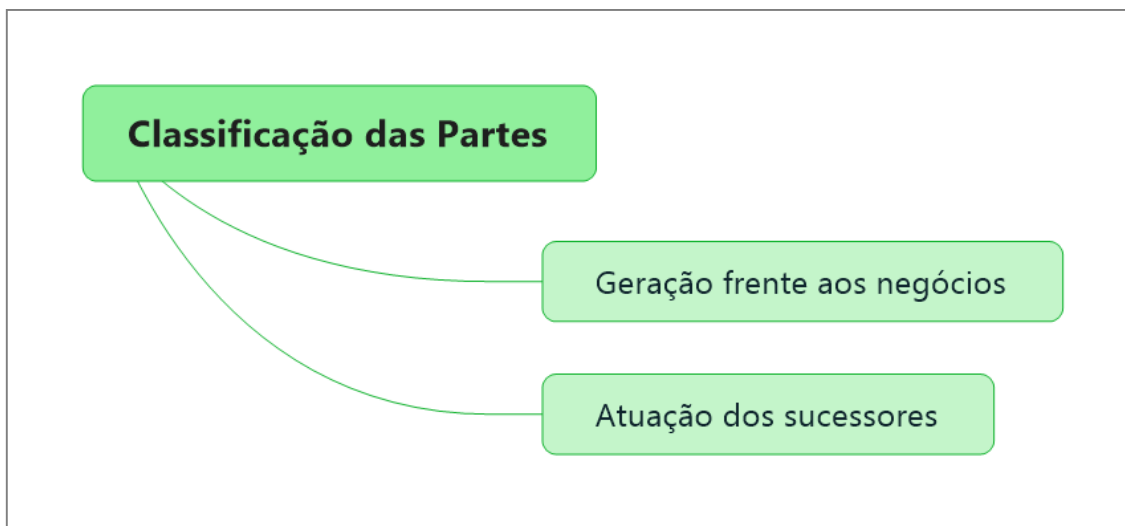 Classificação das Partes
Geração frente aos negócios
Atuação dos sucessores